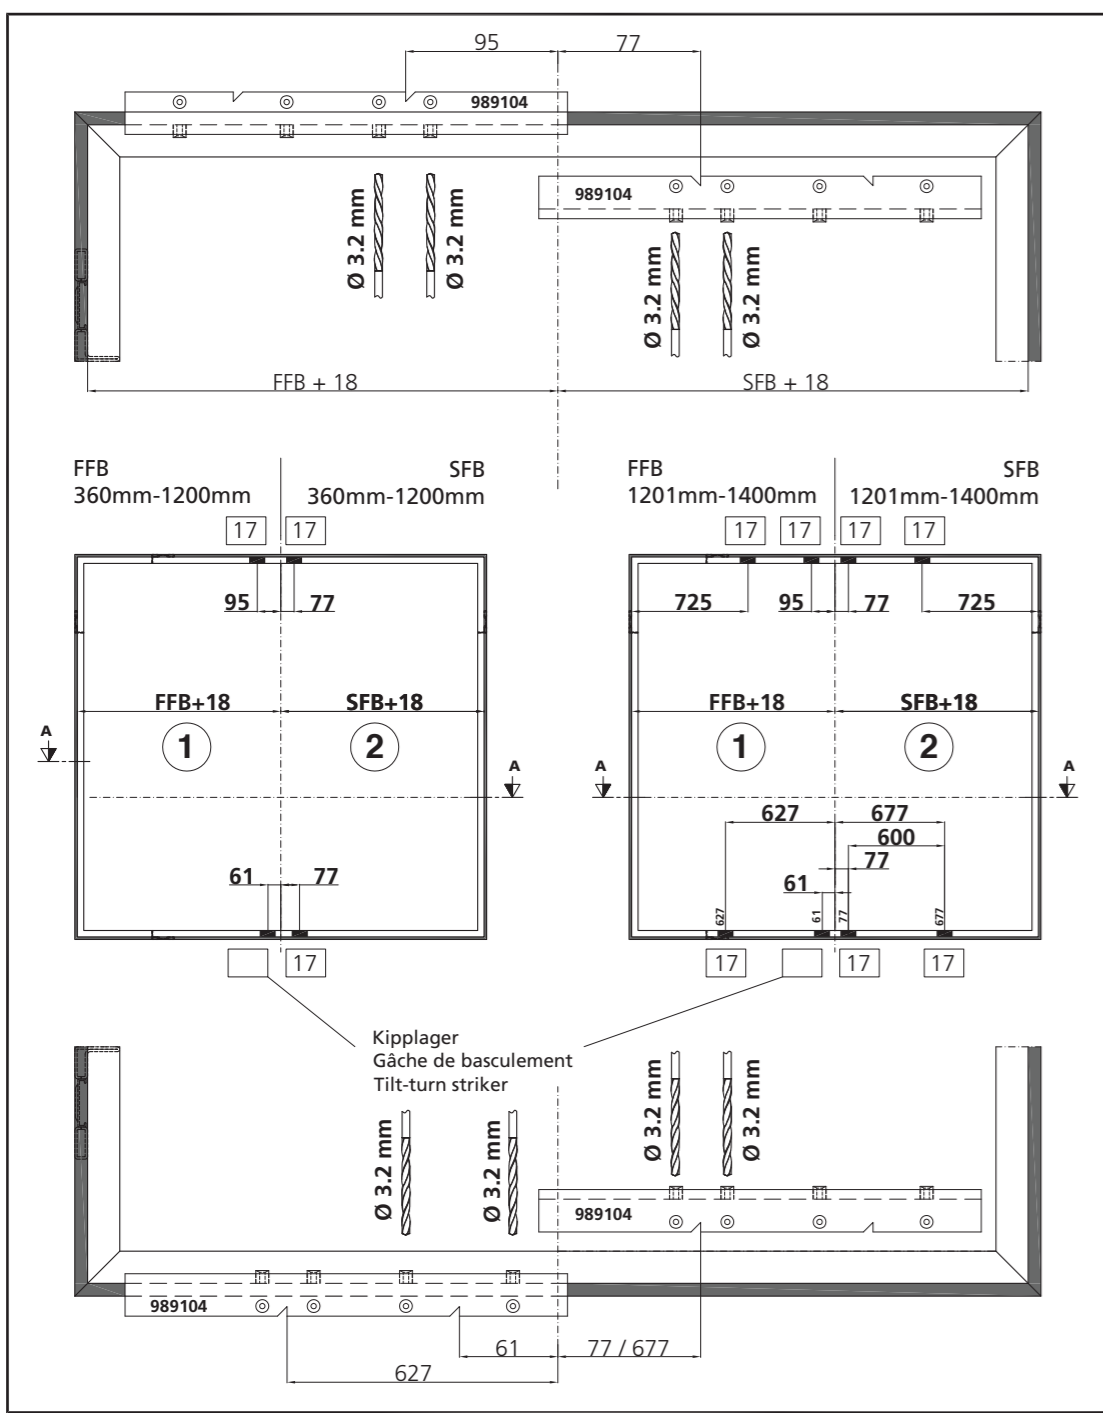 95 77
989104
989104
Ø 3.2 mm Ø 3.2 mm
Ø 3.2 mm Ø 3.2 mm
FFB + 18 SFB + 18
FFB SFB
360mm-1200mm 360mm-1200mm
17 17
95 77
FFB+18 SFB+18
1 2
A A
61 77
17
FFB SFB
1201mm-1400mm 1201mm-1400mm
17 17 17 17
725 95 77 725
FFB+18 SFB+18
1 2
A A
627 677
600
77
61
627 61 77 677
17 17 17
Kipplager
Gâche de basculement
Tilt-turn striker
Ø 3.2 mm Ø 3.2 mm
Ø 3.2 mm Ø 3.2 mm
989104
989104
61 77 / 677
627